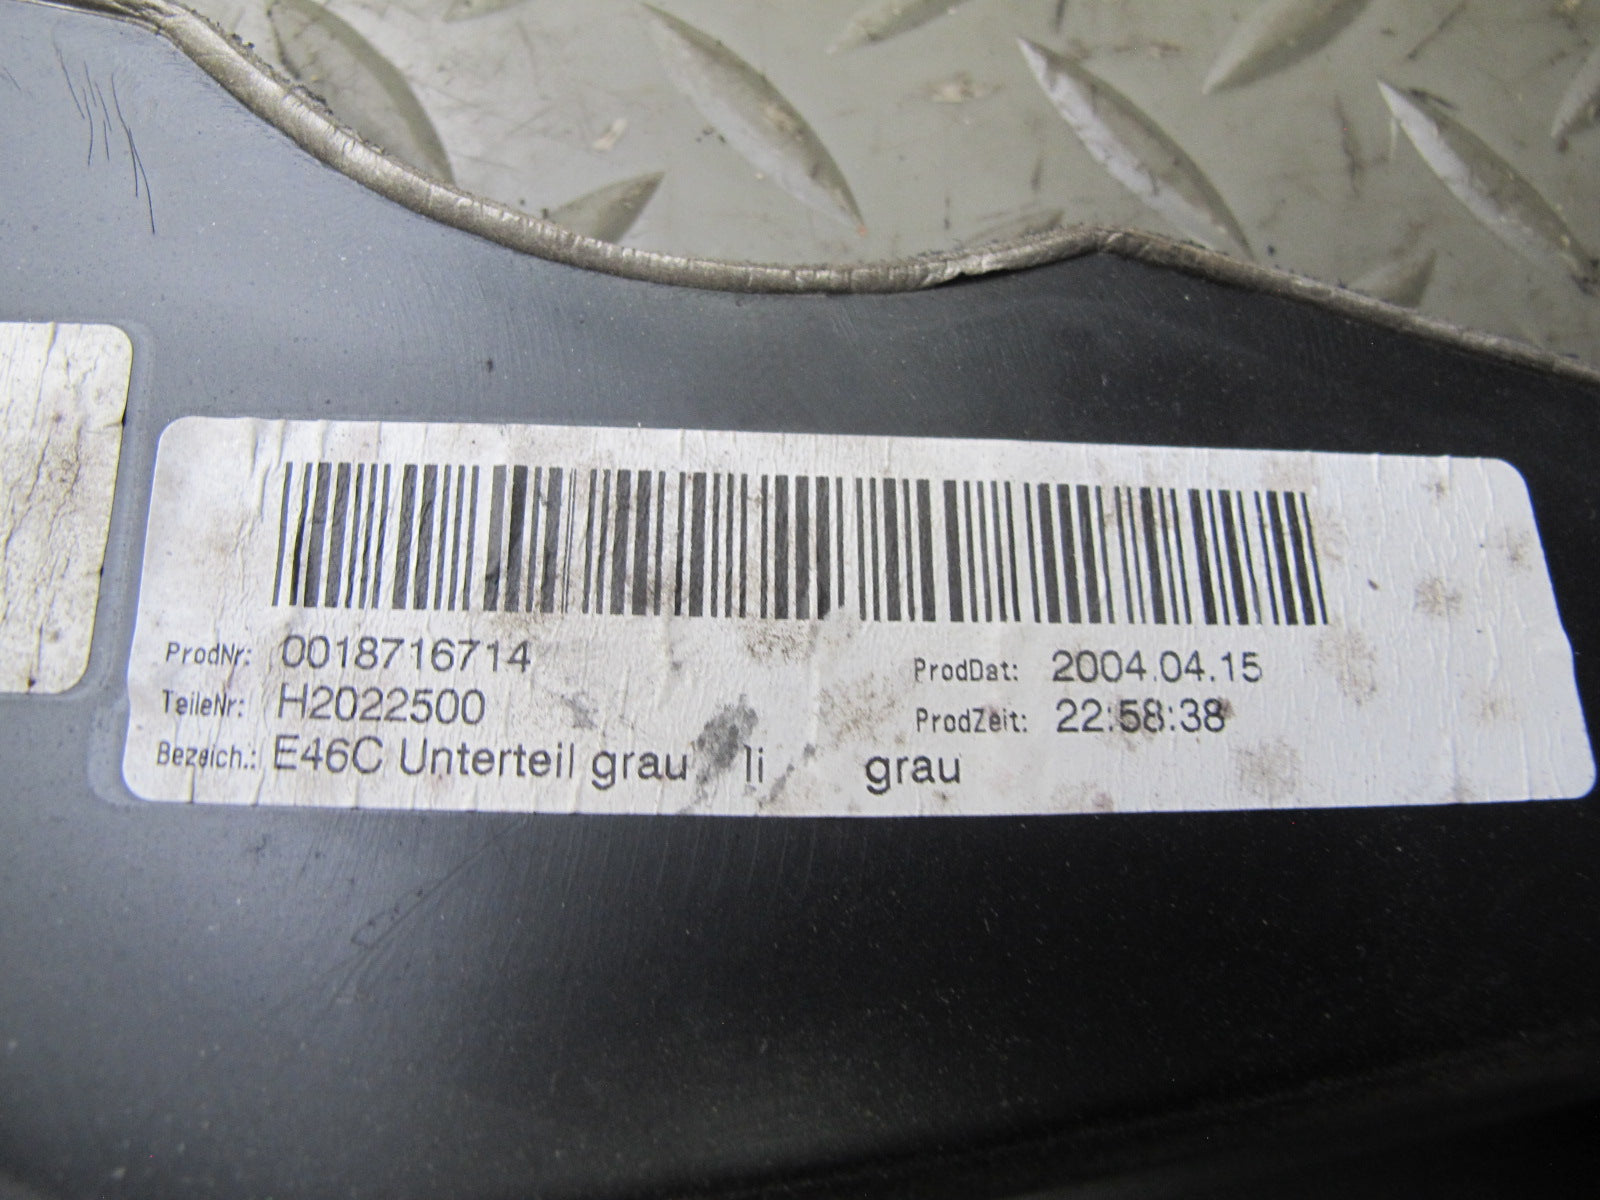 ProdNr: 0018716714
TeileNr: H2022500
Bezeich.: E46C Unterteil grau li grau
ProdDat: 2004.04.15
ProdZeit: 22:58:38